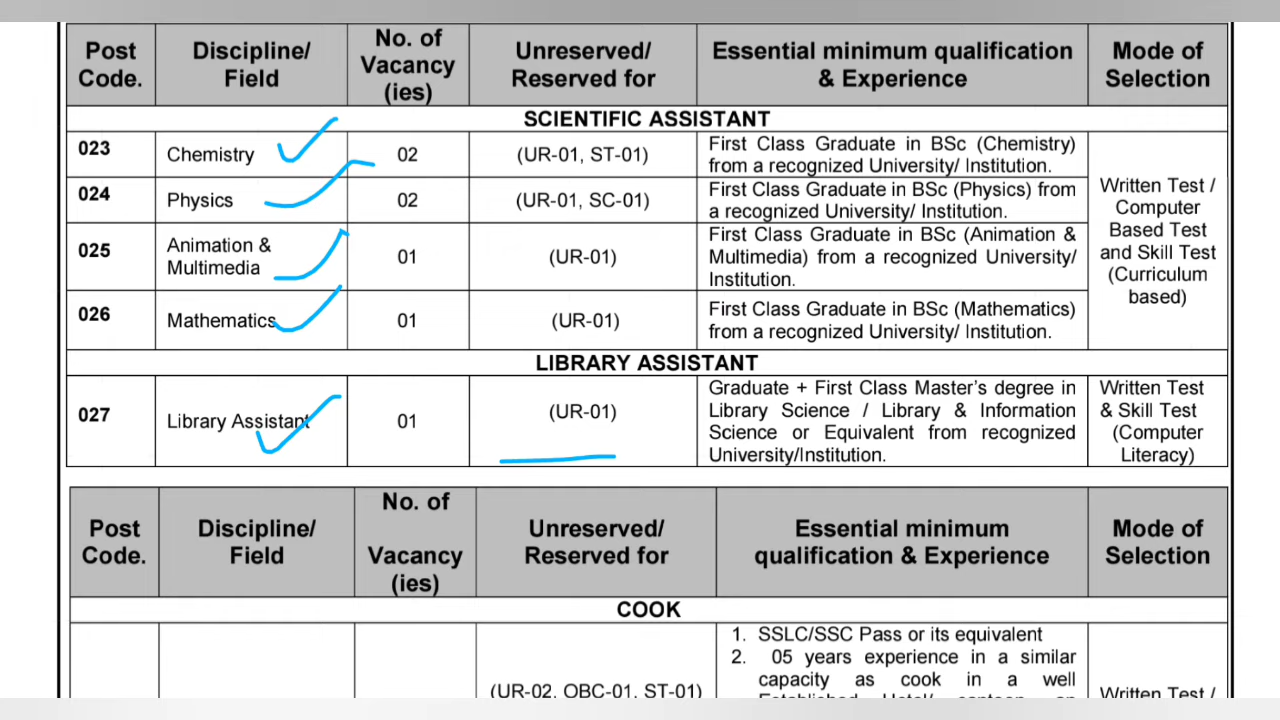 Post Code. Discipline/ Field No. of Vacancy (ies) Unreserved/ Reserved for Essential minimum qualification & Experience Mode of Selection
SCIENTIFIC ASSISTANT
023 Chemistry 02 (UR-01, ST-01) First Class Graduate in BSc (Chemistry) from a recognized University/ Institution.
024 Physics 02 (UR-01, SC-01) First Class Graduate in BSc (Physics) from a recognized University/ Institution.
025 Animation & Multimedia 01 (UR-01) First Class Graduate in BSc (Animation & Multimedia) from a recognized University/ Institution.
026 Mathematics 01 (UR-01) First Class Graduate in BSc (Mathematics) from a recognized University/ Institution.
Written Test / Computer Based Test and Skill Test (Curriculum based)
LIBRARY ASSISTANT
027 Library Assistant 01 (UR-01) Graduate + First Class Master's degree in Library Science / Library & Information Science or Equivalent from recognized University/Institution. Written Test & Skill Test (Computer Literacy)
Post Code. Discipline/ Field No. of Vacancy (ies) Unreserved/ Reserved for Essential minimum qualification & Experience Mode of Selection
COOK
(UR-02, OBC-01, ST-01) 1. SSLC/SSC Pass or its equivalent
2. 05 years experience in a similar capacity as cook in a well
Written Test /